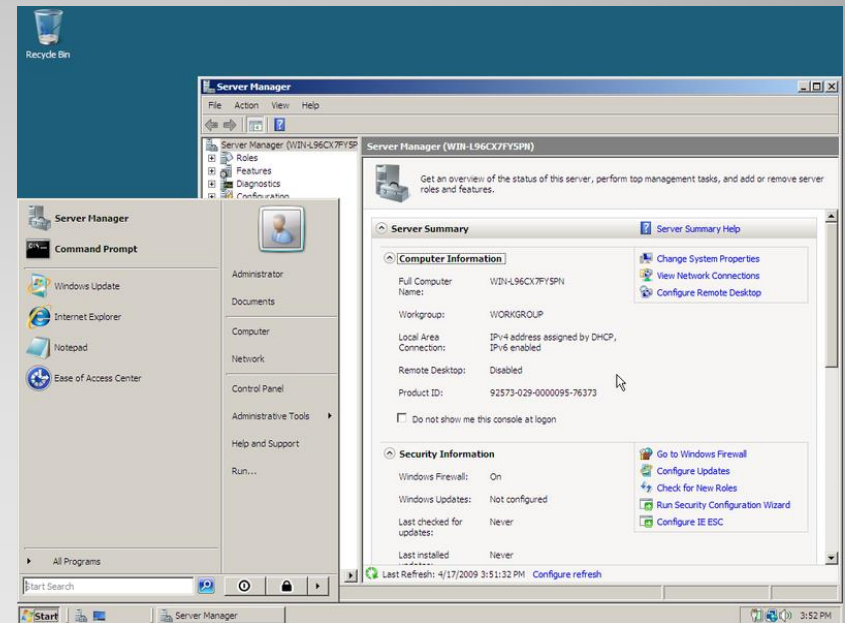 Recycle Bin
Server Manager
File Action View Help
Server Manager (WIN-L96CX7FY5P
Roles
Features
Diagnostics
Configuration
Server Manager (WIN-L96CX7FY5PN)
Get an overview of the status of this server, perform top management tasks, and add or remove server
roles and features.
Server Summary
Server Summary Help
Computer Information
Full Computer
Name:
WIN-L96CX7FY5PN
Workgroup:
WORKGROUP
Local Area
Connection:
IPv4 address assigned by DHCP,
IPv6 enabled
Remote Desktop:
Disabled
Product ID:
92573-029-0000095-76373
Do not show me this console at logon
Change System Properties
View Network Connections
Configure Remote Desktop
Security Information
Windows Firewall:
On
Windows Updates:
Not configured
Last checked for
updates:
Never
Last installed
updates:
Never
Go to Windows Firewall
Configure Updates
Check for New Roles
Run Security Configuration Wizard
Configure IE ESC
Last Refresh: 4/17/2009 3:51:32 PM Configure refresh
Server Manager
Command Prompt
Windows Update
Internet Explorer
Notepad
Ease of Access Center
All Programs
Start Search
Administrator
Documents
Computer
Network
Control Panel
Administrative Tools
Help and Support
Run...
Start
Server Manager
3:52 PM